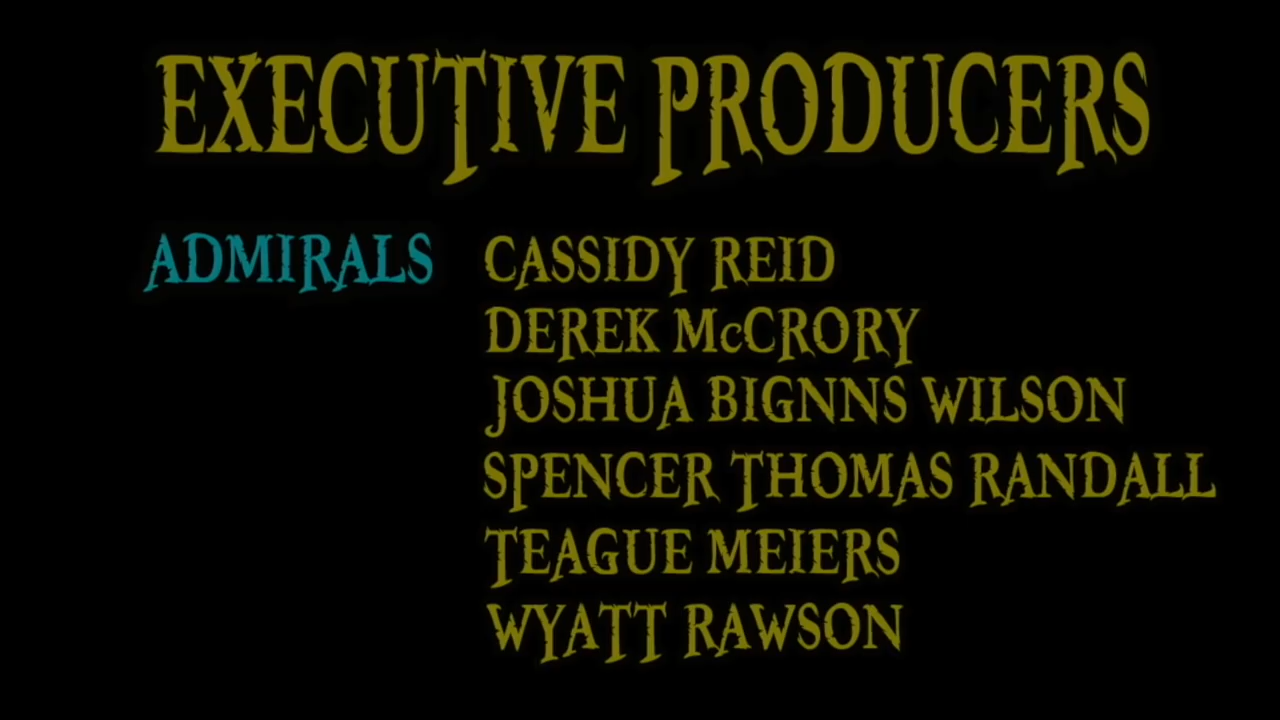 EXECUTIVE PRODUCERS
ADMIRALS CASSIDY REID
DEREK McCRORY
JOSHUA BIGNNS WILSON
SPENCER THOMAS RANDALL
TEAGUE MEIERS
WYATT RAWSON